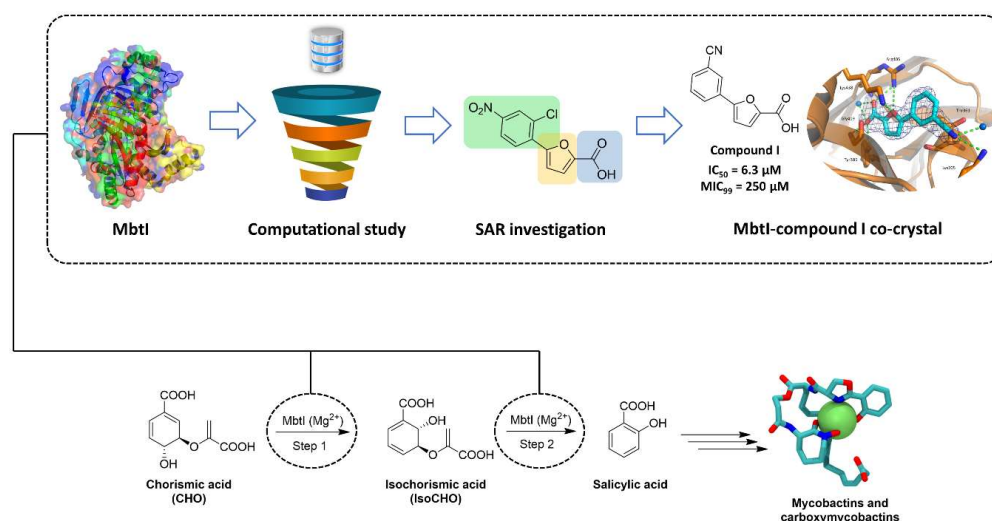 O₂N
Cl
O
O
OH
CN
O
O
OH
Compound I
IC₅₀ = 6.3 µM
MIC₉₉ = 250 µM
MbtI
Computational study
SAR investigation
MbtI-compound I co-crystal
COOH
O
COOH
OH
Chorismic acid
(CHO)
MbtI (Mg²⁺)
Step 1
COOH
OH
O
COOH
Isochorismic acid
(IsoCHO)
MbtI (Mg²⁺)
Step 2
COOH
OH
Salicylic acid
Mycobactins and
carboxymycobactins